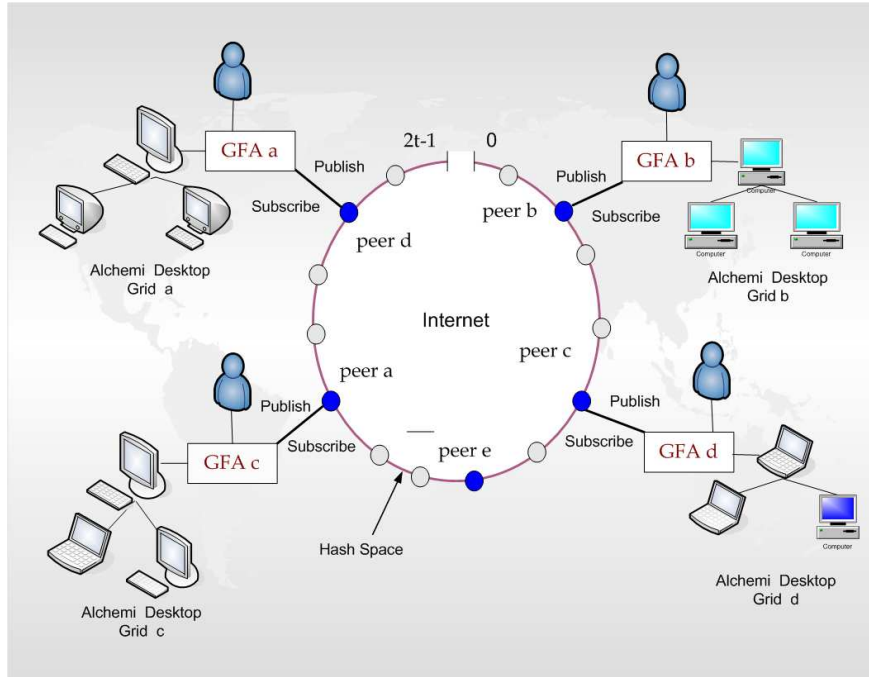 2t-1
0
GFA a
Publish
Subscribe
peer d
Alchemi Desktop
Grid a
GFA b
Publish
peer b
Subscribe
Computer
Computer
Computer
Alchemi Desktop
Grid b
Internet
peer a
Publish
Subscribe
GFA c
Alchemi Desktop
Grid c
peer c
Publish
Subscribe
GFA d
Computer
Alchemi Desktop
Grid d
peer e
Hash Space